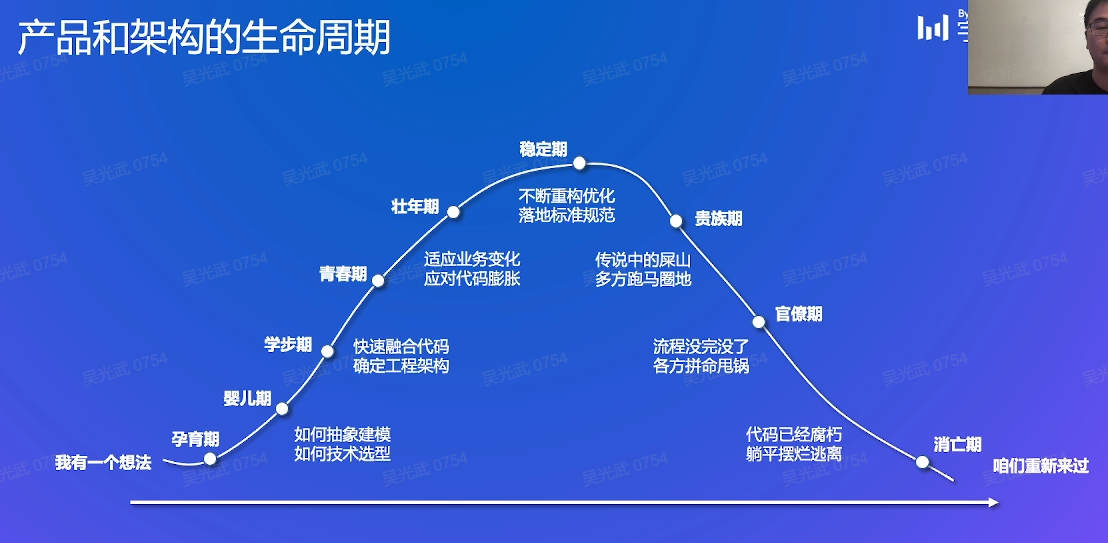 产品和架构的生命周期
By
稳定期
不断重构优化
落地标准规范
壮年期
贵族期
适应业务变化
应对代码膨胀
传说中的屎山
多方跑马圈地
青春期
官僚期
学步期
快速融合代码
确定工程架构
流程没完没了
各方拼命甩锅
婴儿期
孕育期
如何抽象建模
如何技术选型
代码已经腐朽
躺平摆烂逃离
消亡期
我有一个想法
咱们重新来过
吴光武 0754